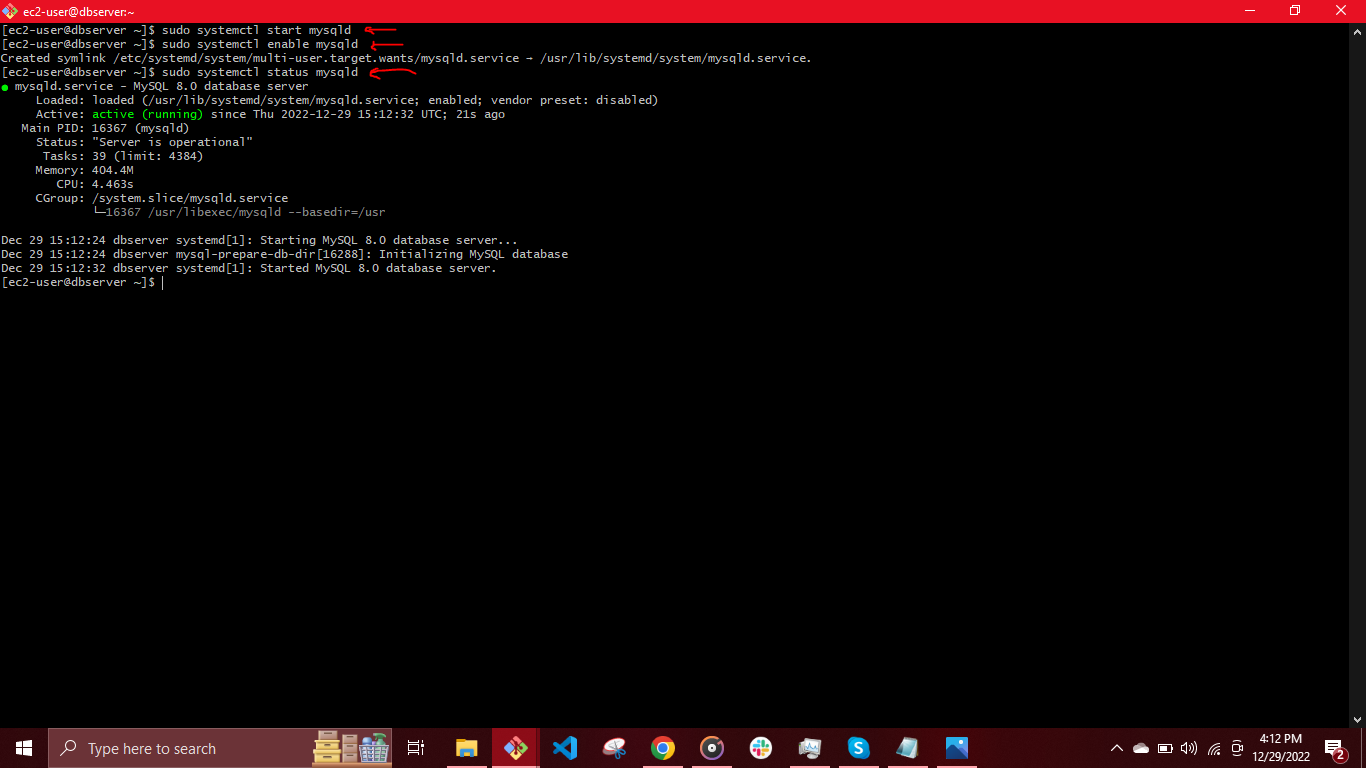 ec2-user@dbserver:~
[ec2-user@dbserver ~]$ sudo systemctl start mysqld
[ec2-user@dbserver ~]$ sudo systemctl enable mysqld
Created symlink /etc/systemd/system/multi-user.target.wants/mysqld.service → /usr/lib/systemd/system/mysqld.service.
[ec2-user@dbserver ~]$ sudo systemctl status mysqld
● mysqld.service - MySQL 8.0 database server
Loaded: loaded (/usr/lib/systemd/system/mysqld.service; enabled; vendor preset: disabled)
Active: active (running) since Thu 2022-12-29 15:12:32 UTC; 21s ago
Main PID: 16367 (mysqld)
Status: "Server is operational"
Tasks: 39 (limit: 4384)
Memory: 404.4M
CPU: 4.463s
CGroup: /system.slice/mysqld.service
└─16367 /usr/libexec/mysqld --basedir=/usr
Dec 29 15:12:24 dbserver systemd[1]: Starting MySQL 8.0 database server...
Dec 29 15:12:24 dbserver mysql-prepare-db-dir[16288]: Initializing MySQL database
Dec 29 15:12:32 dbserver systemd[1]: Started MySQL 8.0 database server.
[ec2-user@dbserver ~]$
Type here to search
4:12 PM
12/29/2022
2